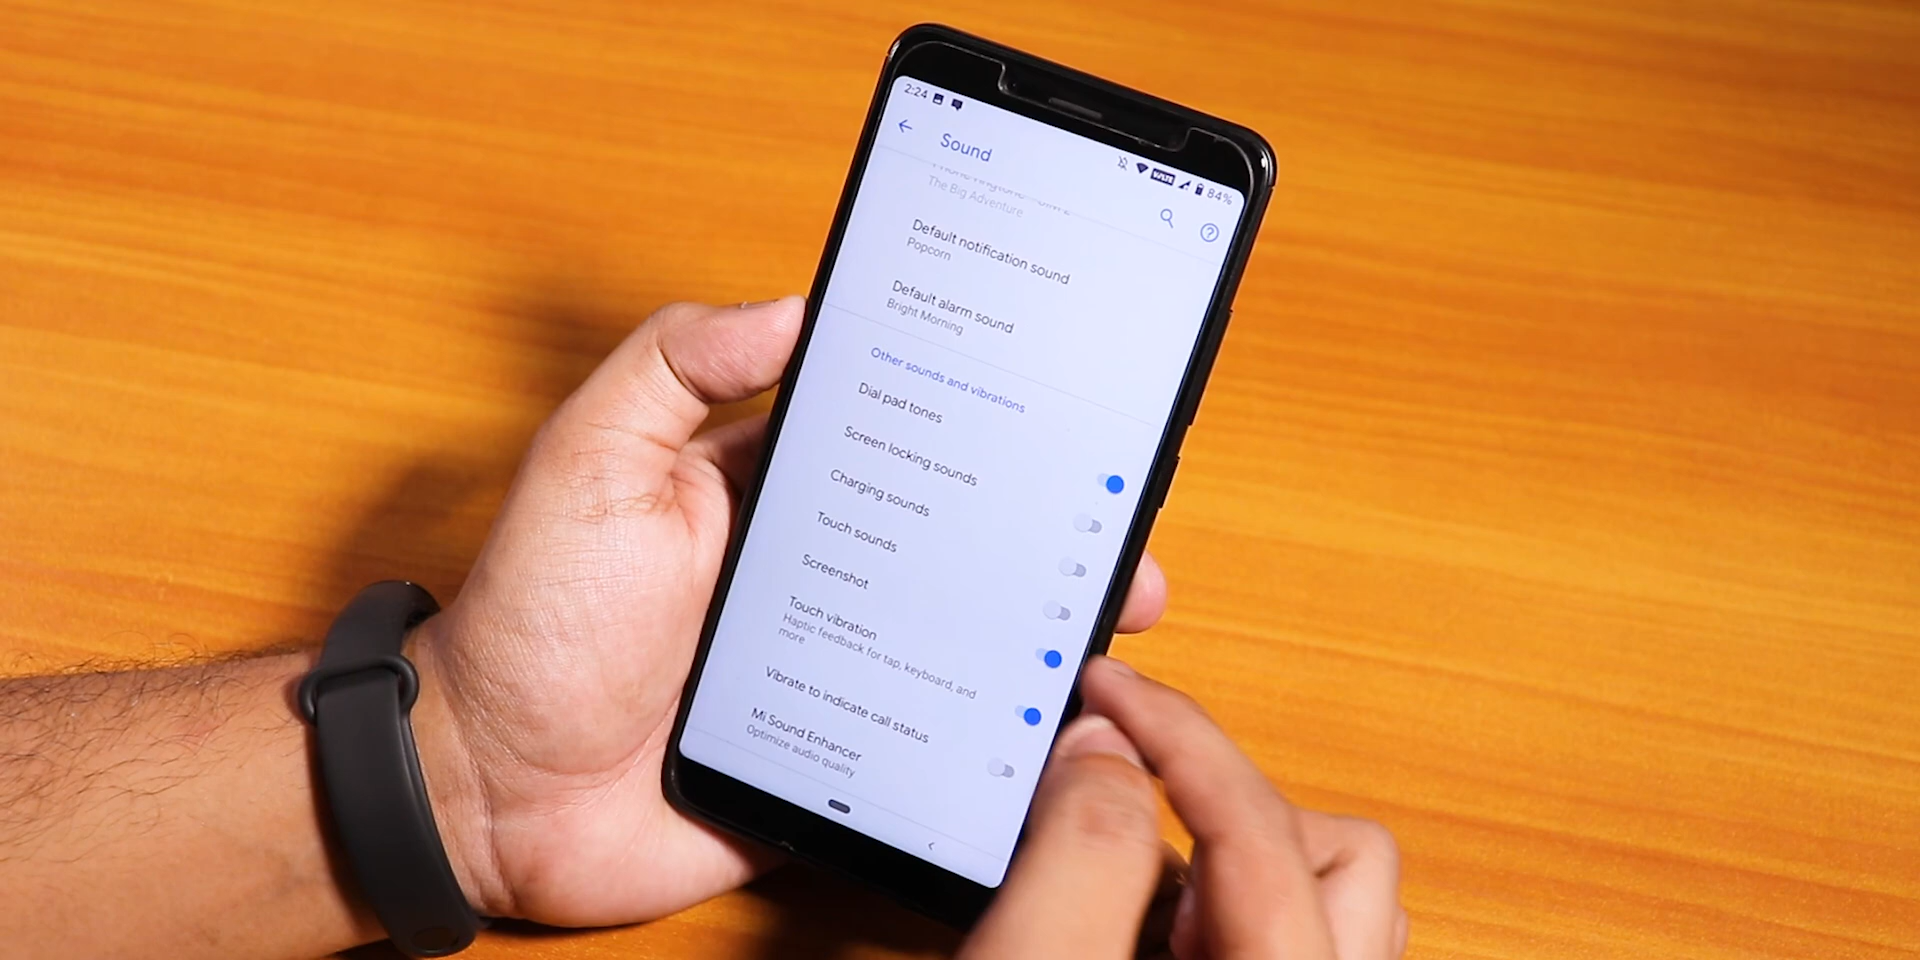 2:24
VoLTE
84%
Sound
The Big Adventure
Default notification sound
Popcorn
Default alarm sound
Bright Morning
Other sounds and vibrations
Dial pad tones
Screen locking sounds
Charging sounds
Touch sounds
Screenshot
Touch vibration
Haptic feedback for tap, keyboard, and
more
Vibrate to indicate call status
Mi Sound Enhancer
Optimize audio quality